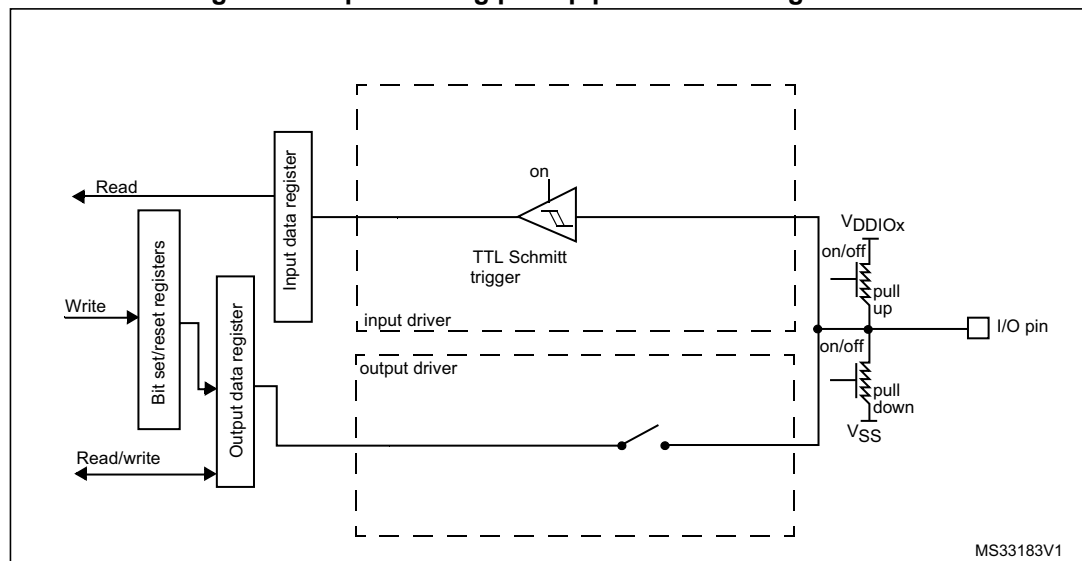 on
Read
Input data register
TTL Schmitt
trigger
VDDIOx
on/off
pull
up
Bit set/reset registers
Write
Output data register
input driver
I/O pin
output driver
on/off
pull
down
VSS
Read/write
MS33183V1